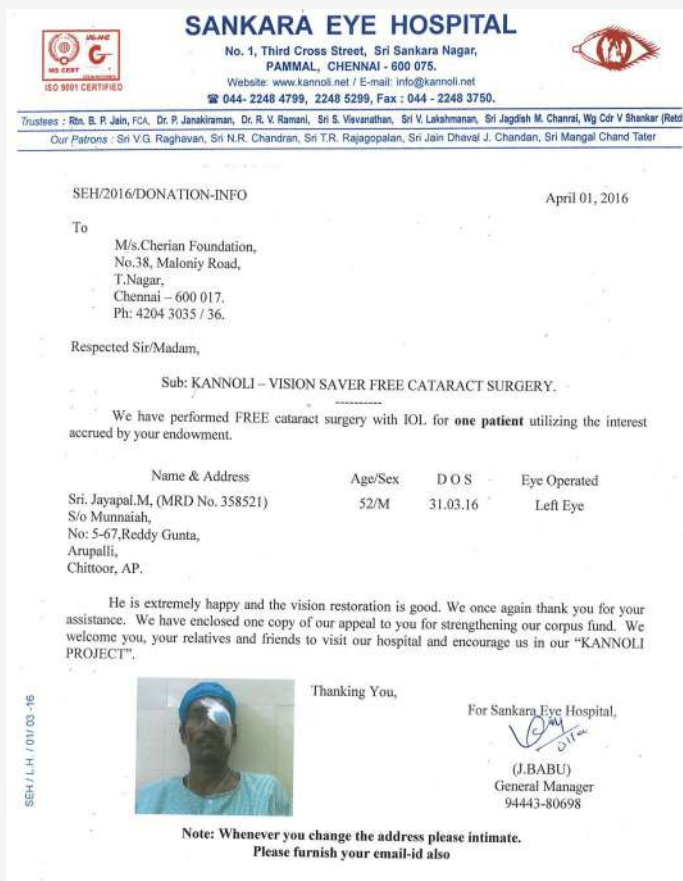 SANKARA EYE HOSPITAL
No. 1, Third Cross Street, Sri Sankara Nagar,
PAMMAL, CHENNAI - 600 075.
Website: www.kannoli.net / E-mail: info@kannoli.net
☎ 044- 2248 4799, 2248 5299, Fax : 044 - 2248 3750.
G
MS CERT
ISO 9001 CERTIFIED
Trustees : Rbn. B. P. Jain, FCA, Dr. P. Janakiraman, Dr. R. V. Ramani, Sri S. Visvanathan, Sri V. Lakshmanan, Sri Jagdish M. Chanrai, Wg Cdr V Shankar (Retd
Our Patrons : Sri V.G. Raghavan, Sri N.R. Chandran, Sri T.R. Rajagopalan, Sri Jain Dhaval J. Chandan, Sri Mangal Chand Tater
SEH/2016/DONATION-INFO
April 01, 2016
To
M/s.Cherian Foundation,
No.38, Maloniy Road,
T.Nagar,
Chennai – 600 017.
Ph: 4204 3035 / 36.
Respected Sir/Madam,
Sub: KANNOLI – VISION SAVER FREE CATARACT SURGERY.
----------
We have performed FREE cataract surgery with IOL for one patient utilizing the interest
accrued by your endowment.
Name & Address Age/Sex D O S Eye Operated
Sri. Jayapal.M, (MRD No. 358521) 52/M 31.03.16 Left Eye
S/o Munnaiah,
No: 5-67,Reddy Gunta,
Arupalli,
Chittoor, AP.
He is extremely happy and the vision restoration is good. We once again thank you for your
assistance. We have enclosed one copy of our appeal to you for strengthening our corpus fund. We
welcome you, your relatives and friends to visit our hospital and encourage us in our “KANNOLI
PROJECT”.
Thanking You,
For Sankara Eye Hospital,
(J.BABU)
General Manager
94443-80698
SEH / L.H. / 01/ 03 -16
Note: Whenever you change the address please intimate.
Please furnish your email-id also